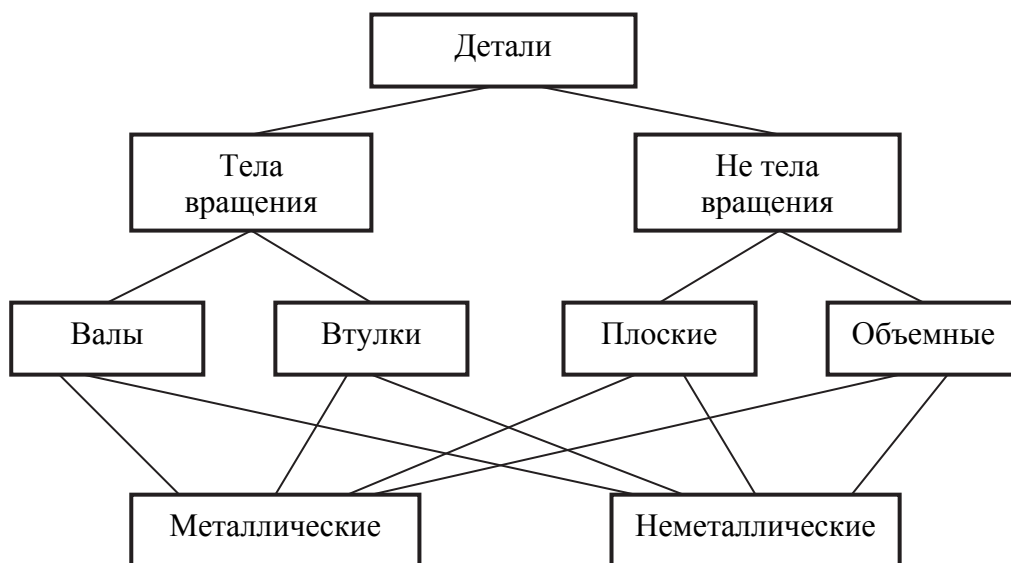 Детали
Тела
вращения
Не тела
вращения
Валы
Втулки
Плоские
Объемные
Металлические
Неметаллические